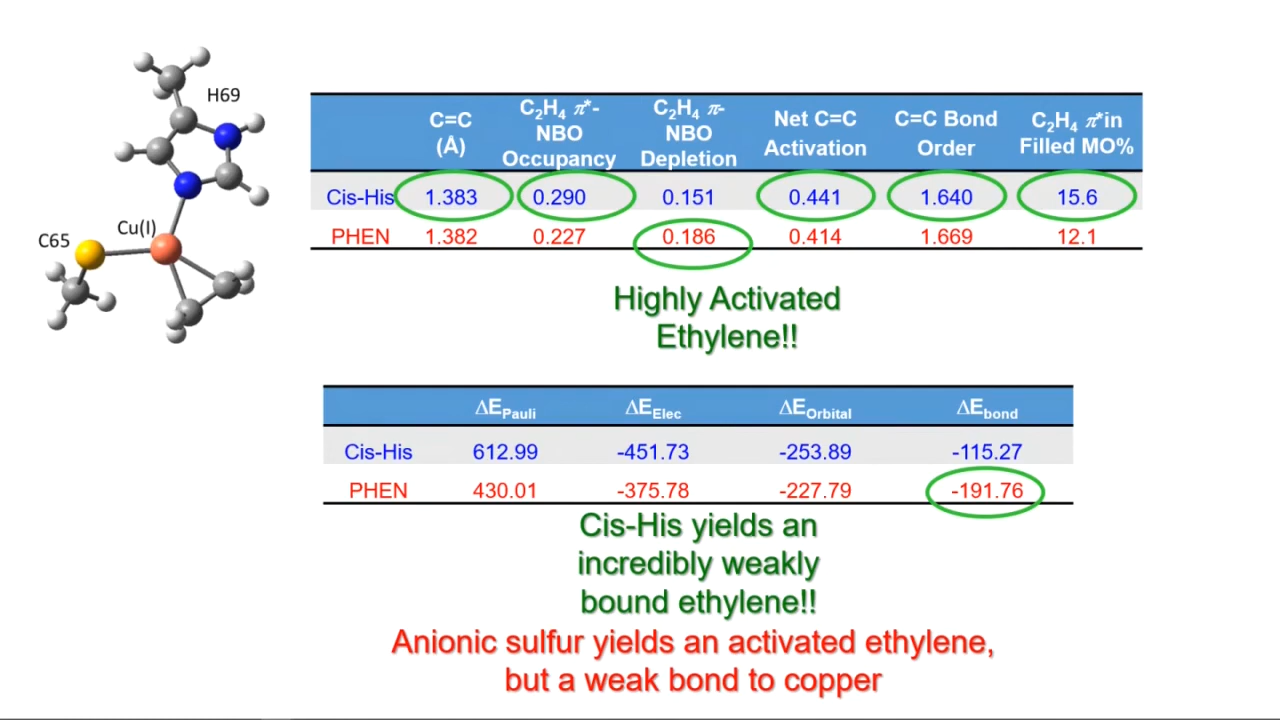 H69
Cu(I)
C65
C=C (Å)
C₂H₄ π*-NBO Occupancy
C₂H₄ π-NBO Depletion
Net C=C Activation
C=C Bond Order
C₂H₄ π*in Filled MO%
Cis-His 1.383 0.290 0.151 0.441 1.640 15.6
PHEN 1.382 0.227 0.186 0.414 1.669 12.1
Highly Activated
Ethylene!!
ΔE_Pauli ΔE_Elec ΔE_Orbital ΔE_bond
Cis-His 612.99 -451.73 -253.89 -115.27
PHEN 430.01 -375.78 -227.79 -191.76
Cis-His yields an
incredibly weakly
bound ethylene!!
Anionic sulfur yields an activated ethylene,
but a weak bond to copper